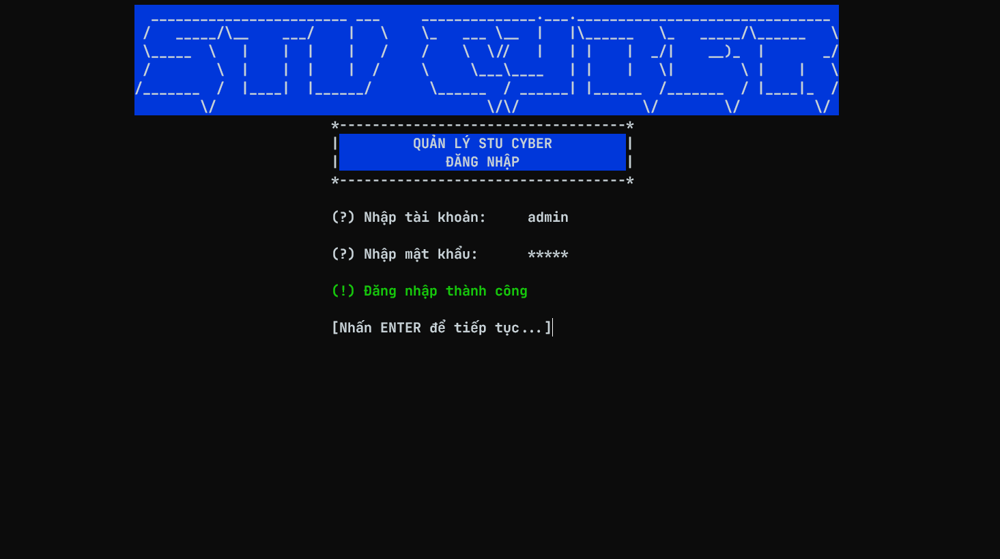 STU CYBER
QUẢN LÝ STU CYBER
ĐĂNG NHẬP
(?) Nhập tài khoản: admin
(?) Nhập mật khẩu: *****
(!) Đăng nhập thành công
[Nhấn ENTER để tiếp tục...]